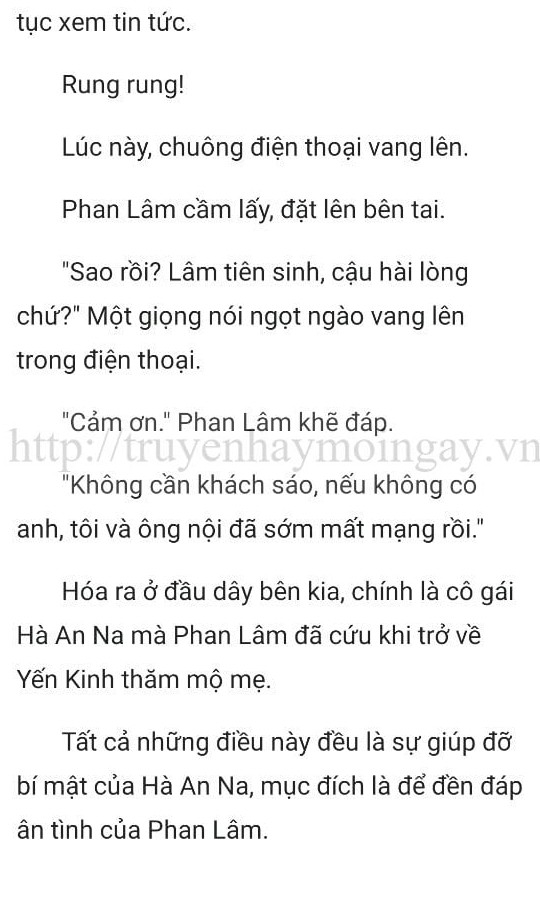 tục xem tin tức.
Rung rung!
Lúc này, chuông điện thoại vang lên.
Phan Lâm cầm lấy, đặt lên bên tai.
"Sao rồi? Lâm tiên sinh, cậu hài lòng
chứ?" Một giọng nói ngọt ngào vang lên
trong điện thoại.
"Cảm ơn." Phan Lâm khẽ đáp.
http://truyenhaymoingay.vn
"Không cần khách sáo, nếu không có
anh, tôi và ông nội đã sớm mất mạng rồi."
Hóa ra ở đầu dây bên kia, chính là cô gái
Hà An Na mà Phan Lâm đã cứu khi trở về
Yến Kinh thăm mộ mẹ.
Tất cả những điều này đều là sự giúp đỡ
bí mật của Hà An Na, mục đích là để đền đáp
ân tình của Phan Lâm.